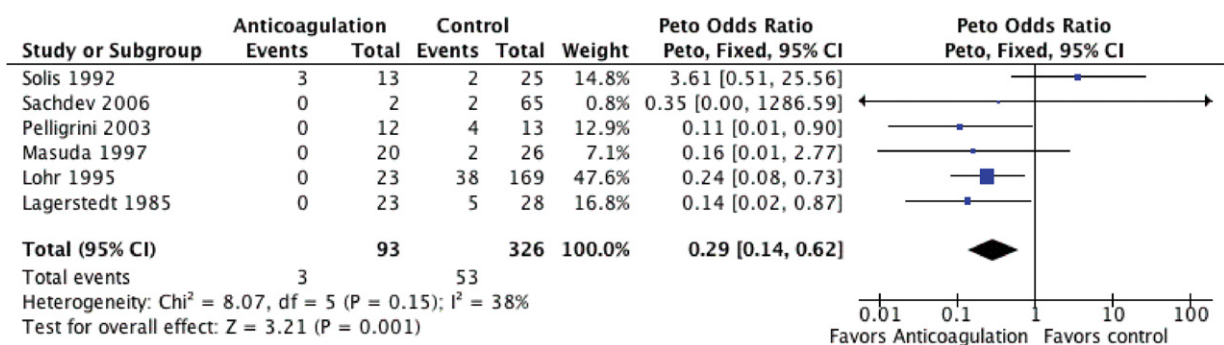 Anticoagulation Control Peto Odds Ratio Peto Odds Ratio
Study or Subgroup Events Total Events Total Weight Peto, Fixed, 95% CI Peto, Fixed, 95% CI
Solis 1992 3 13 2 25 14.8% 3.61 [0.51, 25.56]
Sachdev 2006 0 2 2 65 0.8% 0.35 [0.00, 1286.59]
Pelligrini 2003 0 12 4 13 12.9% 0.11 [0.01, 0.90]
Masuda 1997 0 20 2 26 7.1% 0.16 [0.01, 2.77]
Lohr 1995 0 23 38 169 47.6% 0.24 [0.08, 0.73]
Lagerstedt 1985 0 23 5 28 16.8% 0.14 [0.02, 0.87]
Total (95% CI) 93 326 100.0% 0.29 [0.14, 0.62]
Total events 3 53
Heterogeneity: Chi² = 8.07, df = 5 (P = 0.15); I² = 38%
Test for overall effect: Z = 3.21 (P = 0.001)
0.01 0.1 1 10 100
Favors Anticoagulation Favors control